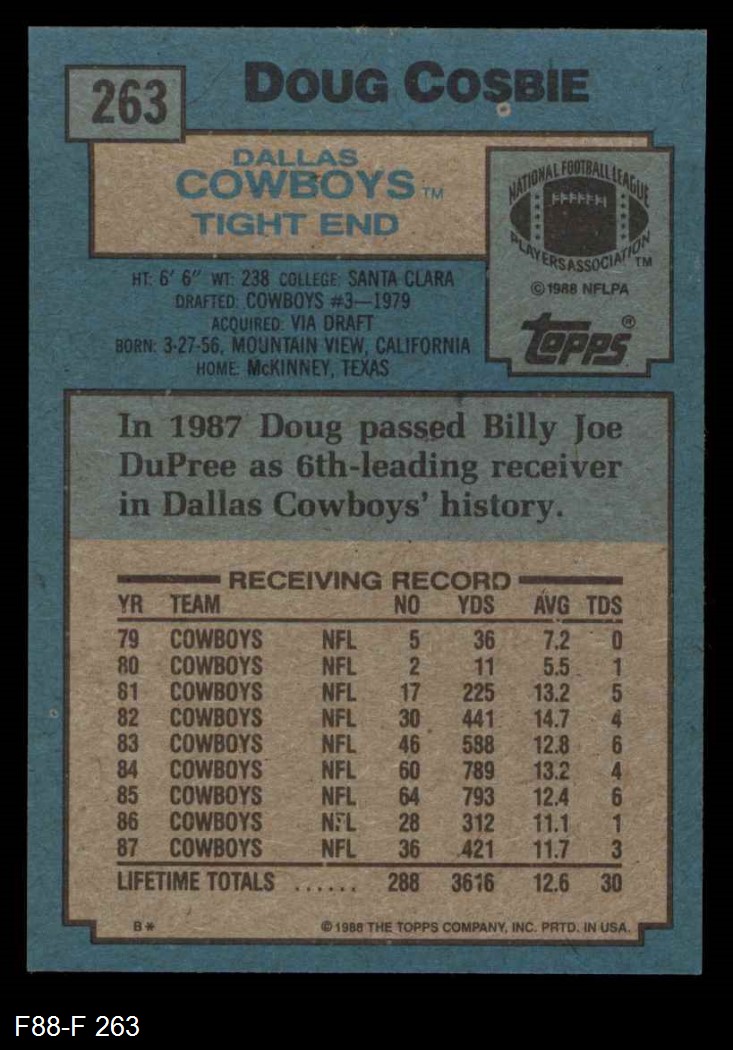 263
DOUG COSBIE
DALLAS
COWBOYS TM
TIGHT END
NATIONAL FOOTBALL LEAGUE
PLAYERS ASSOCIATION TM
©1988 NFLPA
topps®
HT: 6' 6" WT: 238 COLLEGE: SANTA CLARA
DRAFTED: COWBOYS #3—1979
ACQUIRED: VIA DRAFT
BORN: 3-27-56, MOUNTAIN VIEW, CALIFORNIA
HOME: McKINNEY, TEXAS
In 1987 Doug passed Billy Joe
DuPree as 6th-leading receiver
in Dallas Cowboys' history.
RECEIVING RECORD
YR TEAM NO YDS AVG TDS
79 COWBOYS NFL 5 36 7.2 0
80 COWBOYS NFL 2 11 5.5 1
81 COWBOYS NFL 17 225 13.2 5
82 COWBOYS NFL 30 441 14.7 4
83 COWBOYS NFL 46 588 12.8 6
84 COWBOYS NFL 60 789 13.2 4
85 COWBOYS NFL 64 793 12.4 6
86 COWBOYS NFL 28 312 11.1 1
87 COWBOYS NFL 36 421 11.7 3
LIFETIME TOTALS ...... 288 3616 12.6 30
B* ©1988 THE TOPPS COMPANY, INC. PRTD. IN USA.
F88-F 263